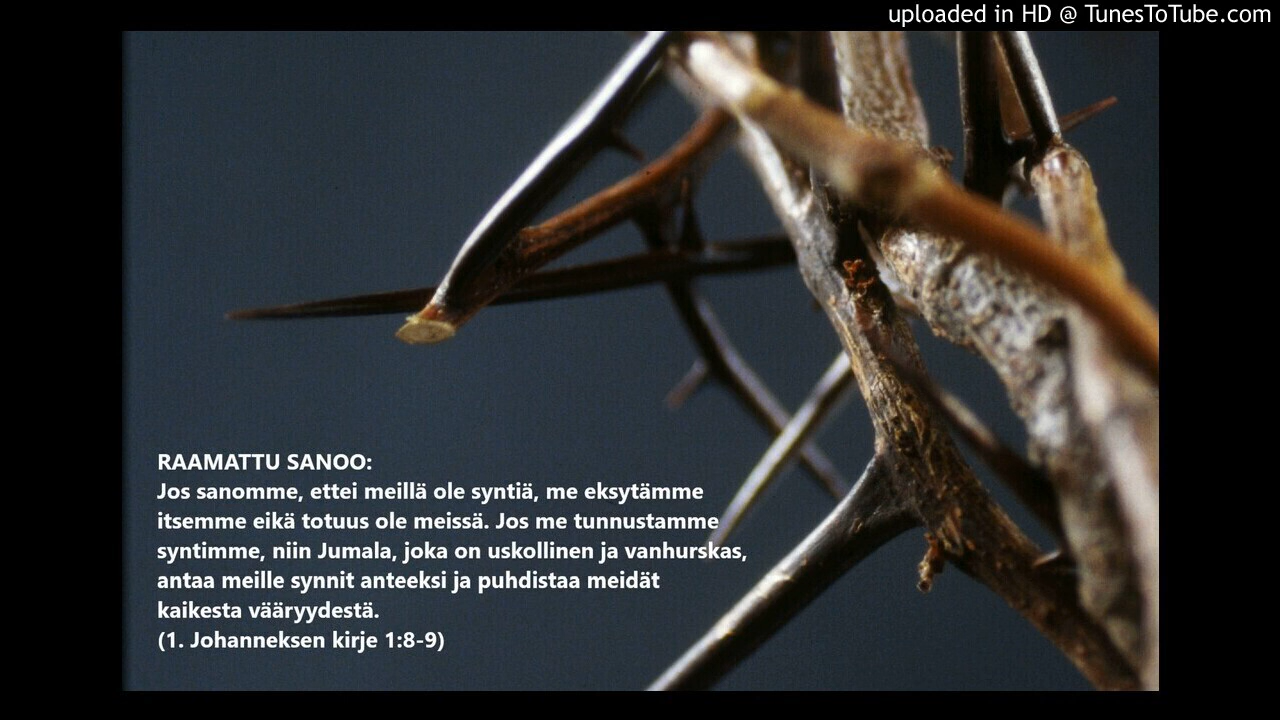 uploaded in HD @ TunesToTube.com
RAAMATTU SANOO:
Jos sanomme, ettei meillä ole syntiä, me eksytämme
itsemme eikä totuus ole meissä. Jos me tunnustamme
syntimme, niin Jumala, joka on uskollinen ja vanhurskas,
antaa meille synnit anteeksi ja puhdistaa meidät
kaikesta vääryydestä.
(1. Johanneksen kirje 1:8-9)